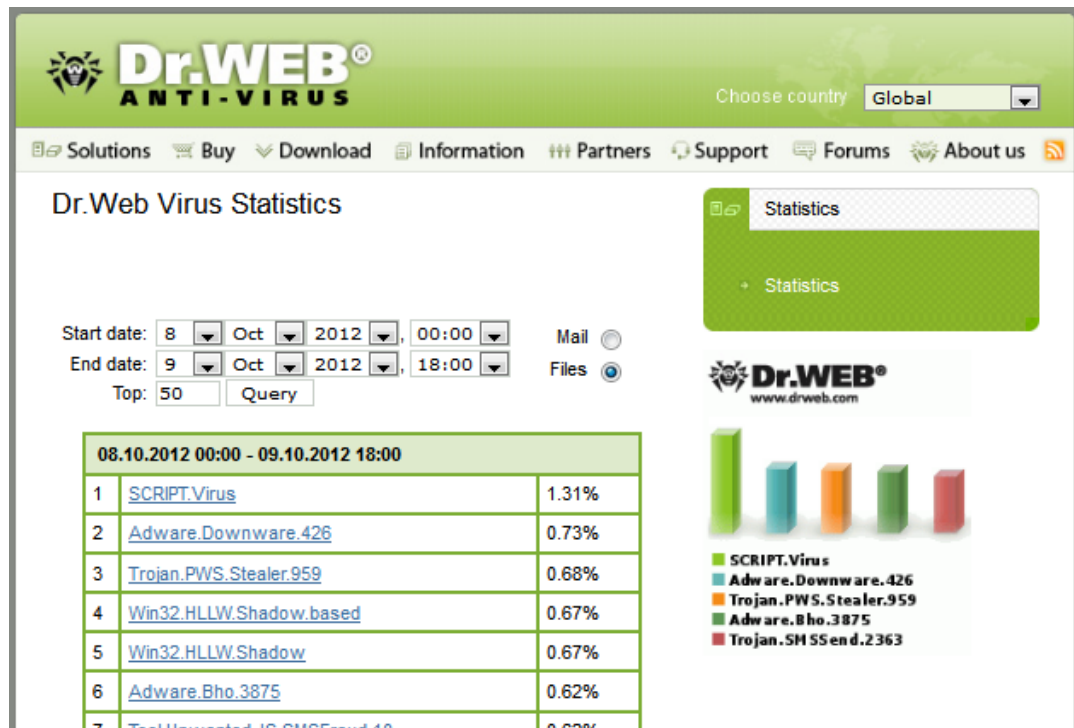 Dr.WEB®
ANTI-VIRUS
Choose country Global
Solutions Buy Download Information Partners Support Forums About us
Dr.Web Virus Statistics
Statistics
Statistics
Start date: 8 Oct 2012 , 00:00
End date: 9 Oct 2012 , 18:00
Top: 50 Query
Mail
Files
08.10.2012 00:00 - 09.10.2012 18:00
1 SCRIPT.Virus 1.31%
2 Adware.Downware.426 0.73%
3 Trojan.PWS.Stealer.959 0.68%
4 Win32.HLLW.Shadow.based 0.67%
5 Win32.HLLW.Shadow 0.67%
6 Adware.Bho.3875 0.62%
Dr.WEB®
www.drweb.com
SCRIPT.Virus
Adware.Downware.426
Trojan.PWS.Stealer.959
Adware.Bho.3875
Trojan.SMSSend.2363